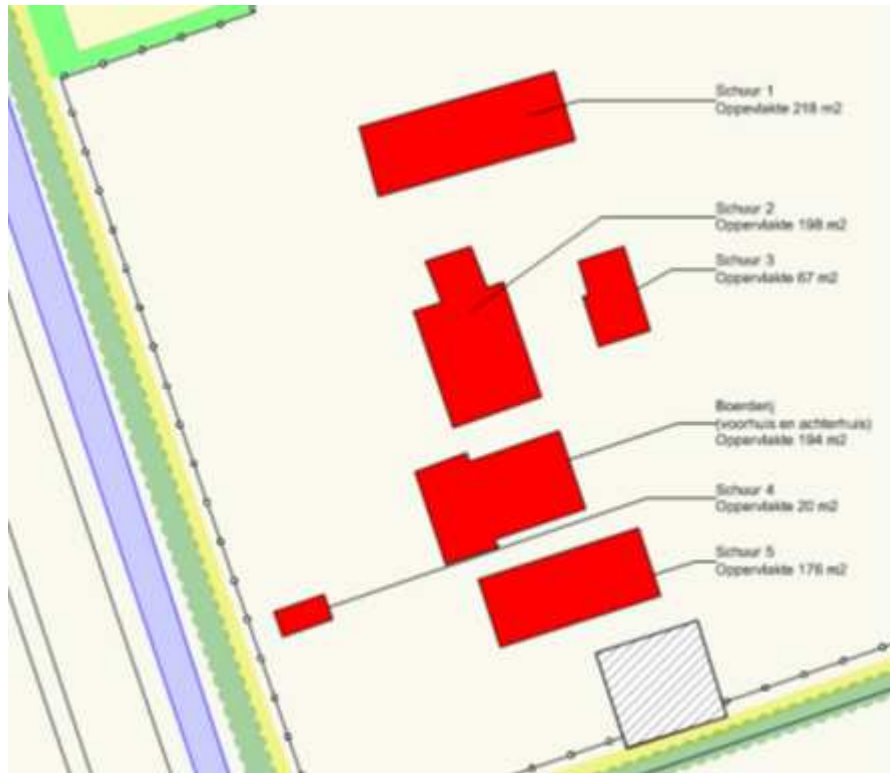 Schuur 1
Oppevlakte 218 m2
Schuur 2
Oppervlakte 198 m2
Schuur 3
Oppervlakte 67 m2
Boerderij
(voorhuis en achterhuis)
Oppervlakte 194 m2
Schuur 4
Oppervlakte 20 m2
Schuur 5
Oppervlakte 176 m2